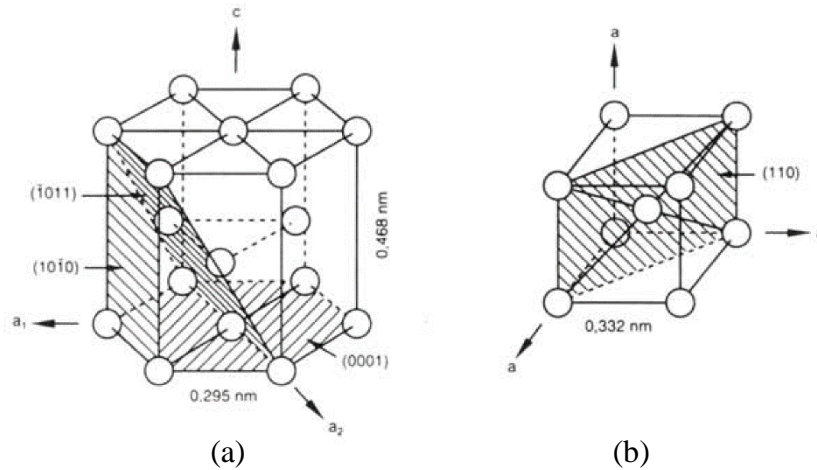 c
(1̄011)
(101̄0)
0,468 nm
a₁
(0001)
0,295 nm
a₂
(a)
a
(110)
0,332 nm
a
(b)